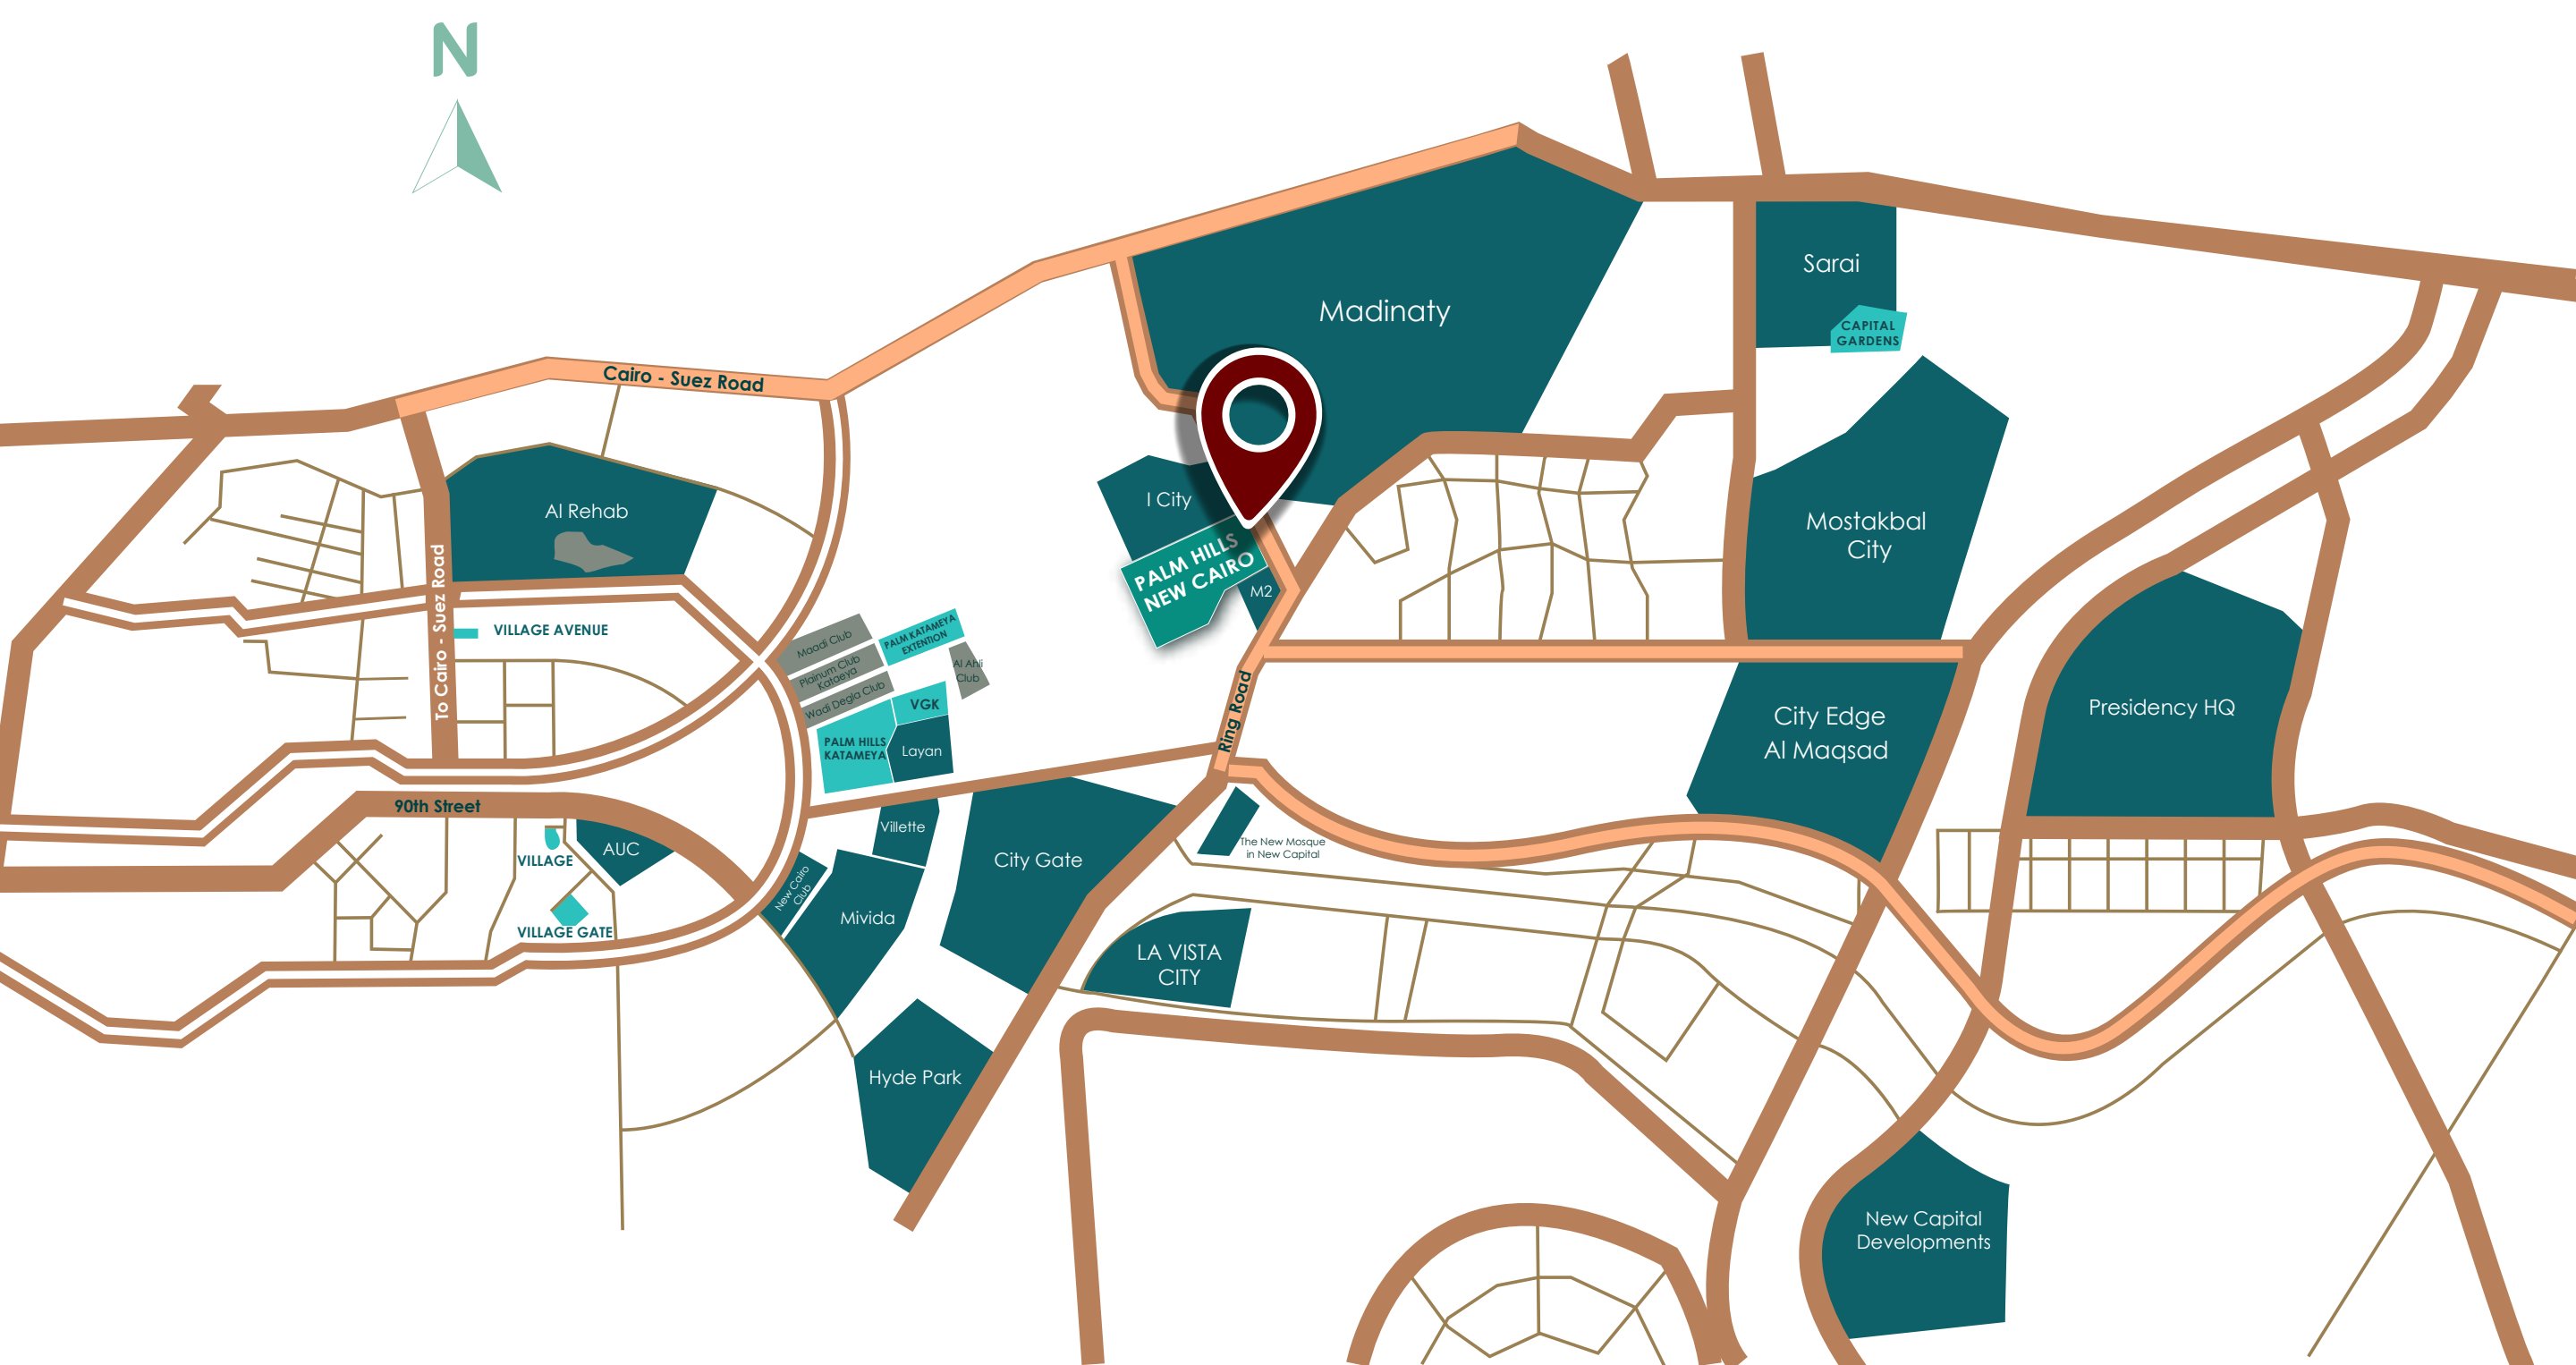 N
Cairo - Suez Road
Madinaty
Sarai
CAPITAL
GARDENS
Al Rehab
I City
Mostakbal
City
PALM HILLS
NEW CAIRO
M2
To Cairo - Suez Road
VILLAGE AVENUE
Maadi Club
Plainum Club
Kataeya
Wadi Degla Club
PALM KATAMEYA
EXTENTION
Al Ahli
Club
VGK
PALM HILLS
KATAMEYA
Layan
Ring Road
City Edge
Al Maqsad
Presidency HQ
90th Street
VILLAGE
AUC
VILLAGE GATE
Villette
New Cairo
Club
Mivida
City Gate
The New Mosque
in New Capital
LA VISTA
CITY
Hyde Park
New Capital
Developments